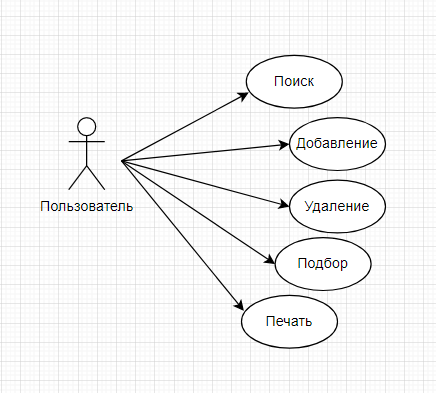 Поиск
Добавление
Пользователь
Удаление
Подбор
Печать